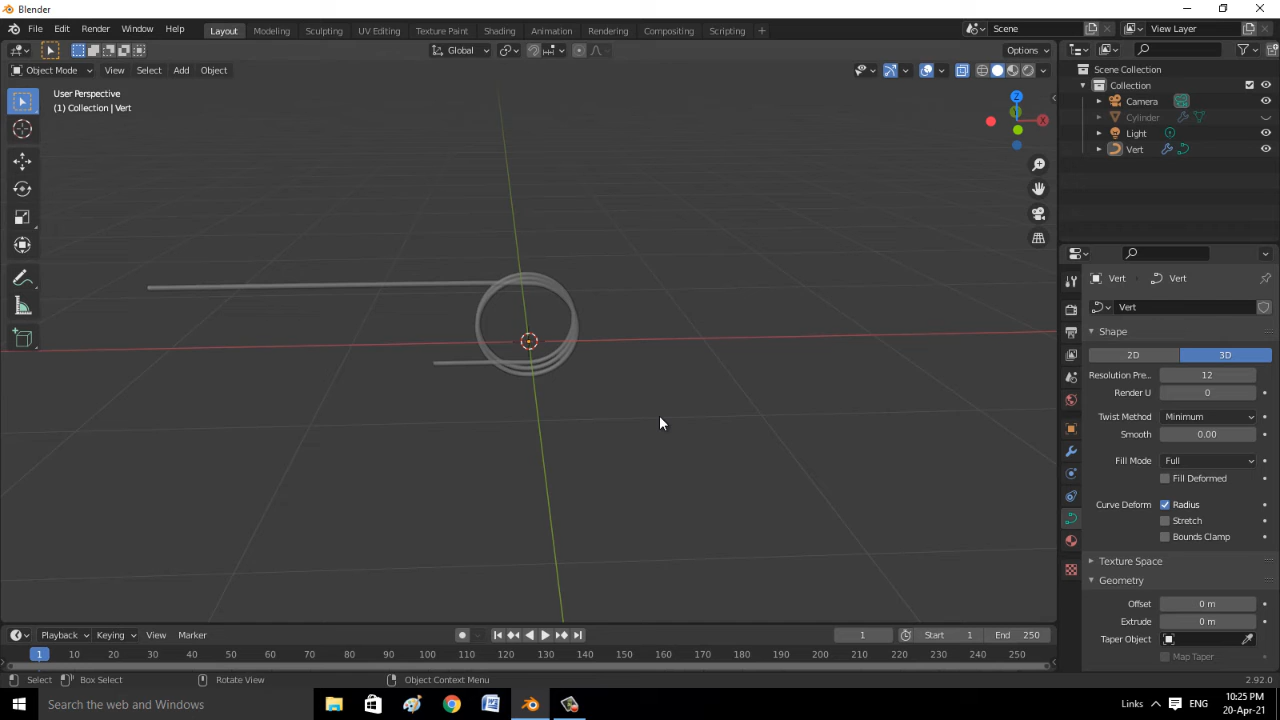 Blender
File Edit Render Window Help Layout Modeling Sculpting UV Editing Texture Paint Shading Animation Rendering Compositing Scripting + Scene View Layer
Global Options
Object Mode View Select Add Object
User Perspective
(1) Collection | Vert
Z
X
Scene Collection
Collection
Camera
Cylinder
Light
Vert
Vert Vert
Vert
Shape
2D 3D
Resolution Pre... 12
Render U 0
Twist Method Minimum
Smooth 0.00
Fill Mode Full
Fill Deformed
Curve Deform Radius
Stretch
Bounds Clamp
Texture Space
Geometry
Offset 0 m
Extrude 0 m
Taper Object
Map Taper
Playback Keying View Marker 1 Start 1 End 250
1 10 20 30 40 50 60 70 80 90 100 110 120 130 140 150 160 170 180 190 200 210 220 230 240 250
Select Box Select Rotate View Object Context Menu 2.92.0
Search the web and Windows Links ENG 10:25 PM
20-Apr-21